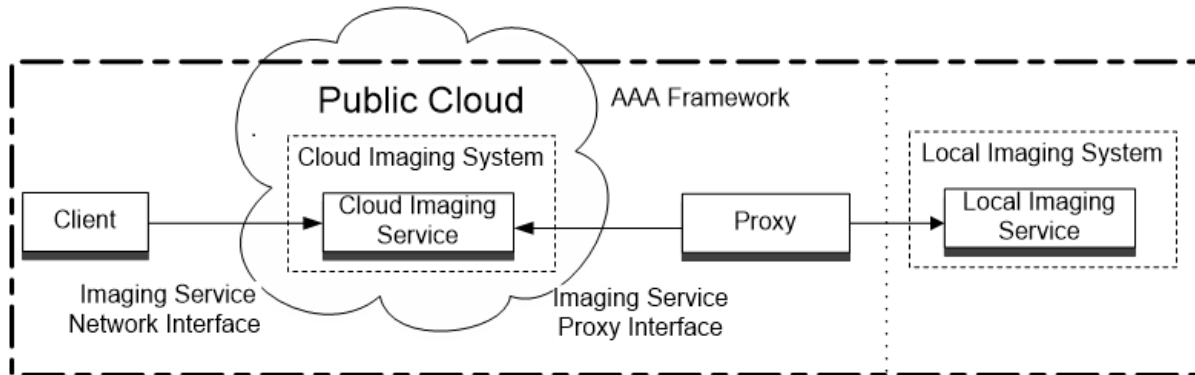 Public Cloud
AAA Framework
Cloud Imaging System
Local Imaging System
Client
Cloud Imaging
Service
Proxy
Local Imaging
Service
Imaging Service
Network Interface
Imaging Service
Proxy Interface